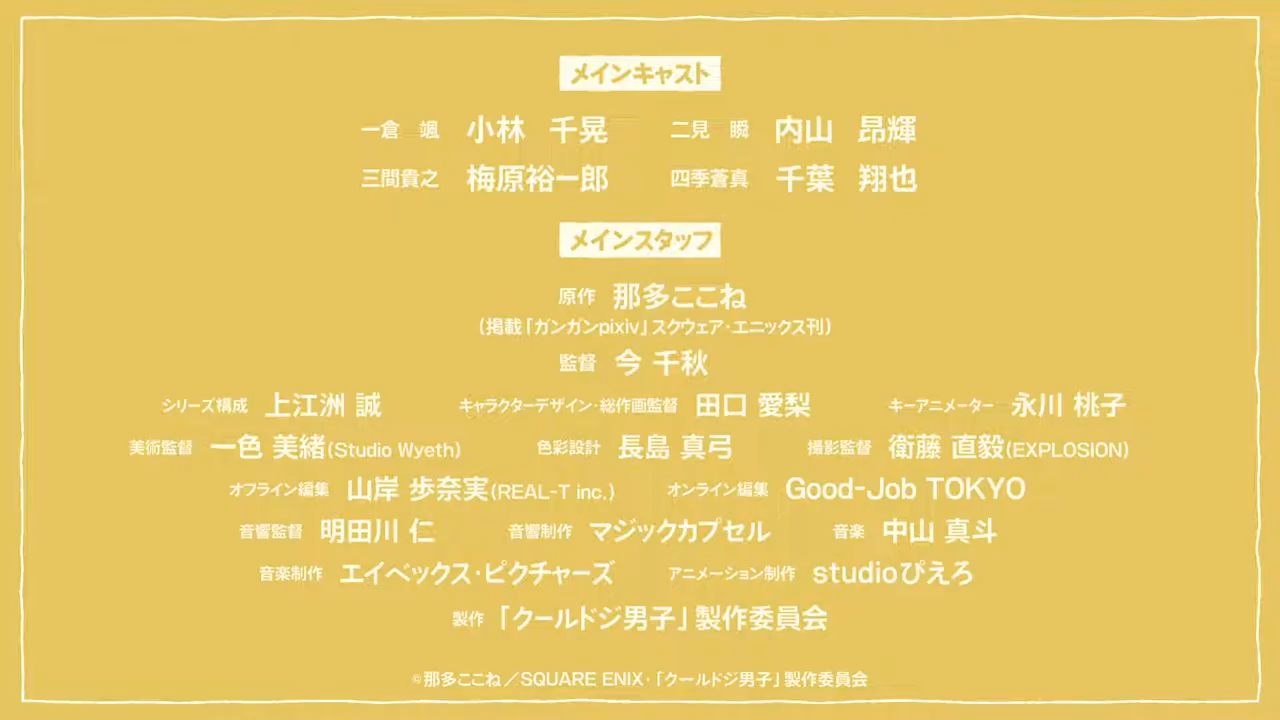 メインキャスト
一倉 颯 小林 千晃 二見 瞬 内山 昂輝
三間貴之 梅原裕一郎 四季蒼真 千葉 翔也
メインスタッフ
原作 那多ここね
(掲載「ガンガンpixiv」スクウェア・エニックス刊)
監督 今 千秋
シリーズ構成 上江洲 誠 キャラクターデザイン・総作画監督 田口 愛梨 キーアニメーター 永川 桃子
美術監督 一色 美緒(Studio Wyeth) 色彩設計 長島 真弓 撮影監督 衛藤 直毅(EXPLOSION)
オフライン編集 山岸 歩奈実(REAL-T inc.) オンライン編集 Good-Job TOKYO
音響監督 明田川 仁 音響制作 マジックカプセル 音楽 中山 真斗
音楽制作 エイベックス・ピクチャーズ アニメーション制作 studioぴえろ
製作 「クールドジ男子」製作委員会
©那多ここね／SQUARE ENIX・「クールドジ男子」製作委員会